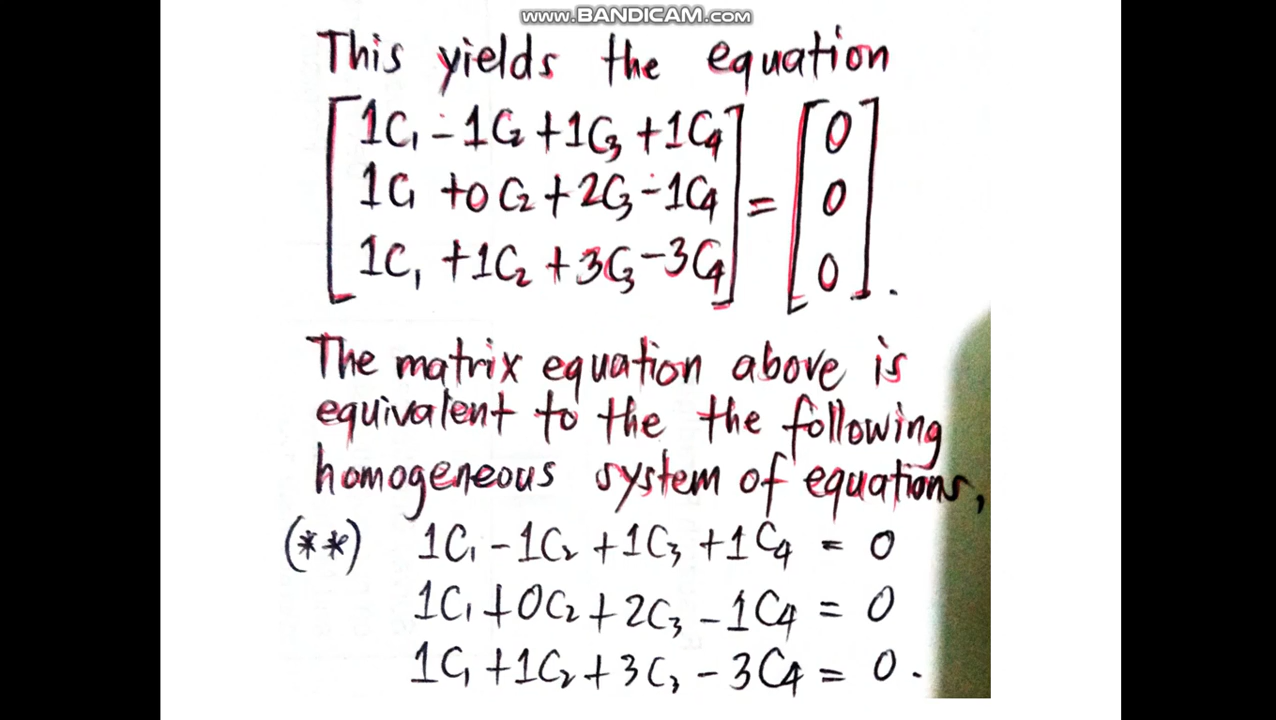 www.BANDICAM.com
This yields the equation
[1C₁ - 1C₂ + 1C₃ + 1C₄] = [0]
[1C₁ + 0C₂ + 2C₃ - 1C₄] [0]
[1C₁ + 1C₂ + 3C₃ - 3C₄] [0].
The matrix equation above is
equivalent to the the following
homogeneous system of equations,
(**) 1C₁ - 1C₂ + 1C₃ + 1C₄ = 0
1C₁ + 0C₂ + 2C₃ - 1C₄ = 0
1C₁ + 1C₂ + 3C₃ - 3C₄ = 0.